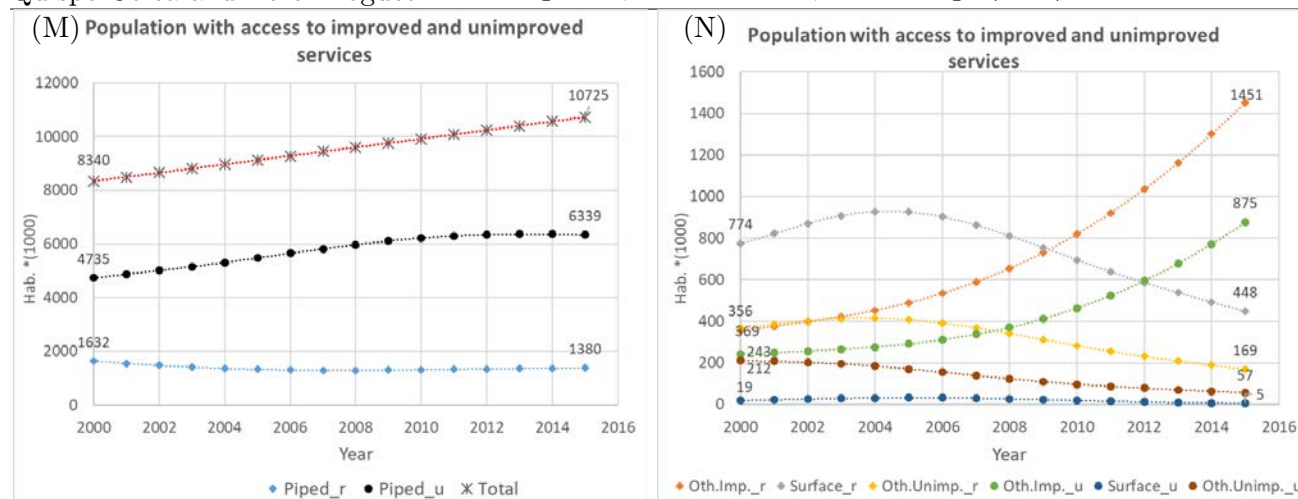 (M) Population with access to improved and unimproved
services
12000
10000
8000
6000
4000
2000
0
Hab. *(1000)
8340
10725
4735
6339
1632
1380
2000 2002 2004 2006 2008 2010 2012 2014 2016
Year
Piped_r Piped_u Total
(N) Population with access to improved and unimproved
services
1600
1400
1200
1000
800
600
400
200
0
Hab. *(1000)
774
356
369
243
212
19
1451
875
448
169
57
5
2000 2002 2004 2006 2008 2010 2012 2014 2016
Year
Oth.Imp._r Surface_r Oth.Unimp._r Oth.Imp._u Surface_u Oth.Unimp._u